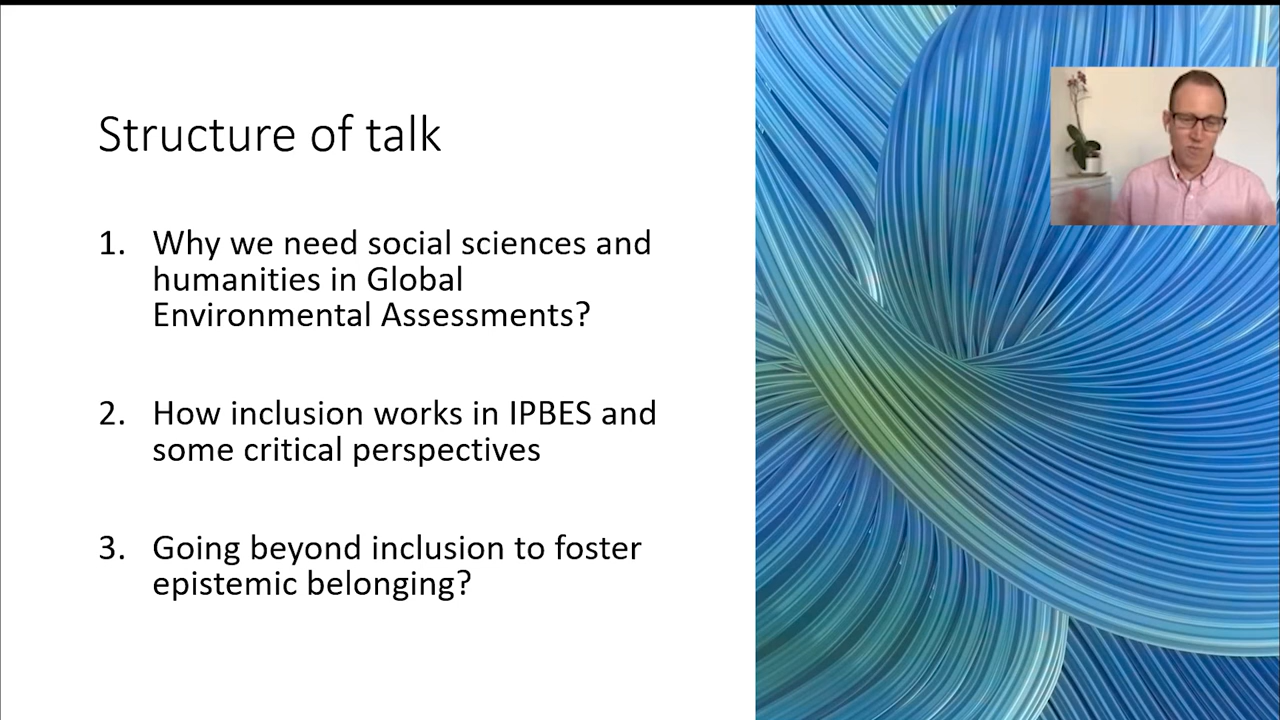 Structure of talk
1. Why we need social sciences and
humanities in Global
Environmental Assessments?
2. How inclusion works in IPBES and
some critical perspectives
3. Going beyond inclusion to foster
epistemic belonging?